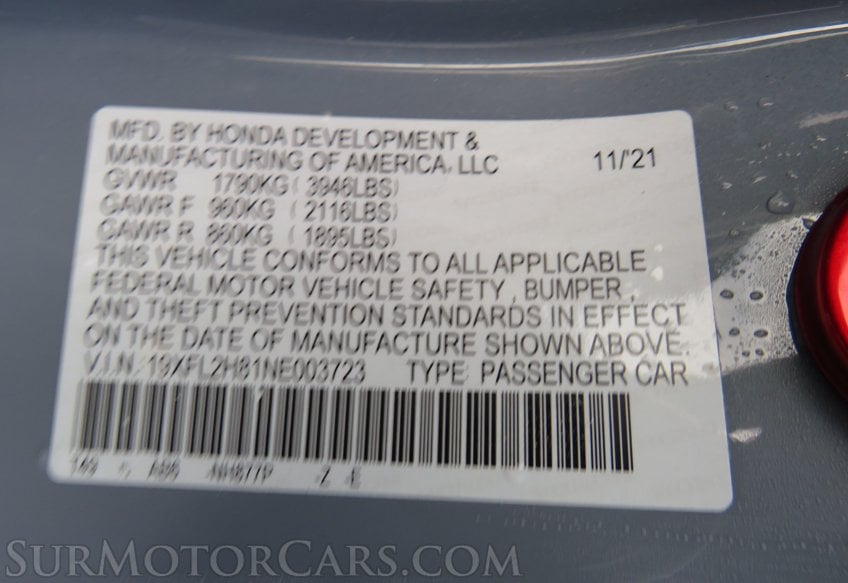 MFD. BY HONDA DEVELOPMENT &
MANUFACTURING OF AMERICA, LLC 11/'21
GVWR 1790KG ( 3946LBS)
GAWR F 960KG ( 2116LBS)
GAWR R 860KG ( 1895LBS)
THIS VEHICLE CONFORMS TO ALL APPLICABLE
FEDERAL MOTOR VEHICLE SAFETY , BUMPER ,
AND THEFT PREVENTION STANDARDS IN EFFECT
ON THE DATE OF MANUFACTURE SHOWN ABOVE.
V.I.N. 19XFL2H81NE003723 TYPE: PASSENGER CAR
NH877P
SURMOTORCARS.COM